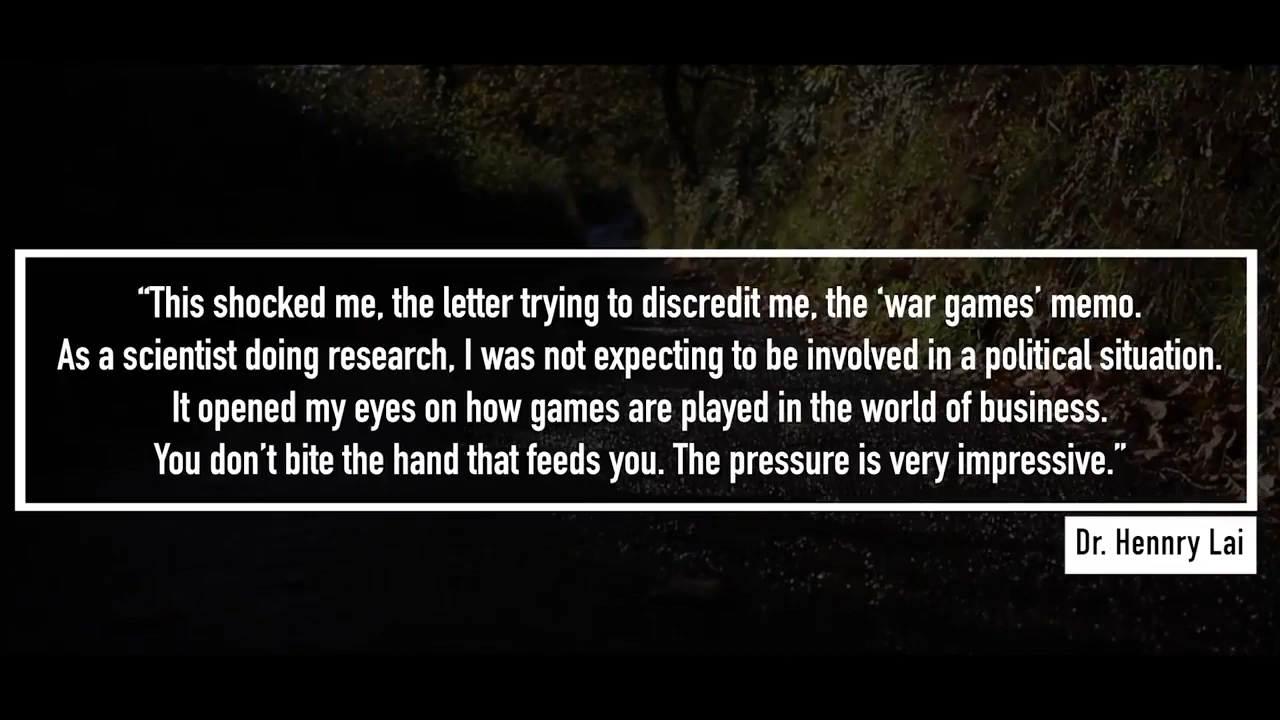 “This shocked me, the letter trying to discredit me, the ‘war games’ memo.
As a scientist doing research, I was not expecting to be involved in a political situation.
It opened my eyes on how games are played in the world of business.
You don’t bite the hand that feeds you. The pressure is very impressive.”
Dr. Hennry Lai